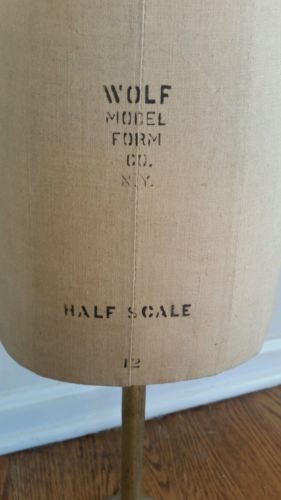 WOLF
MODEL
FORM
CO.
N.Y.
HALF SCALE
12